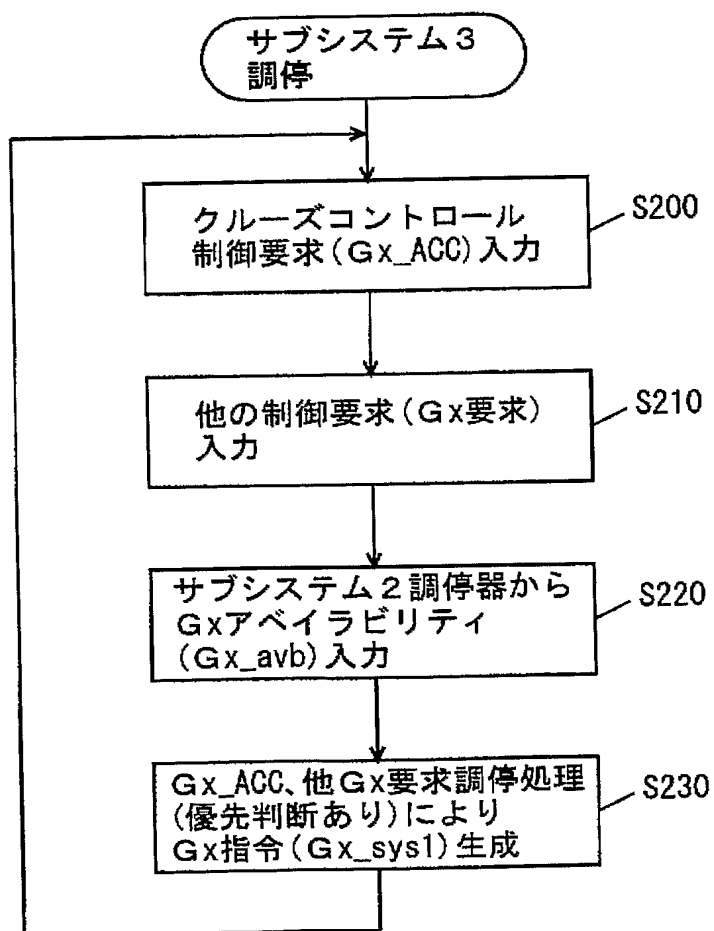 サブシステム３
調停
クルーズコントロール
制御要求(Ｇx_ACC)入力
S200
他の制御要求(Ｇx要求)
入力
S210
サブシステム２調停器から
Ｇxアベイラビリティ
(Ｇx_avb)入力
S220
Ｇx_ACC、他Ｇx要求調停処理
(優先判断あり)により
Ｇx指令(Ｇx_sys1)生成
S230